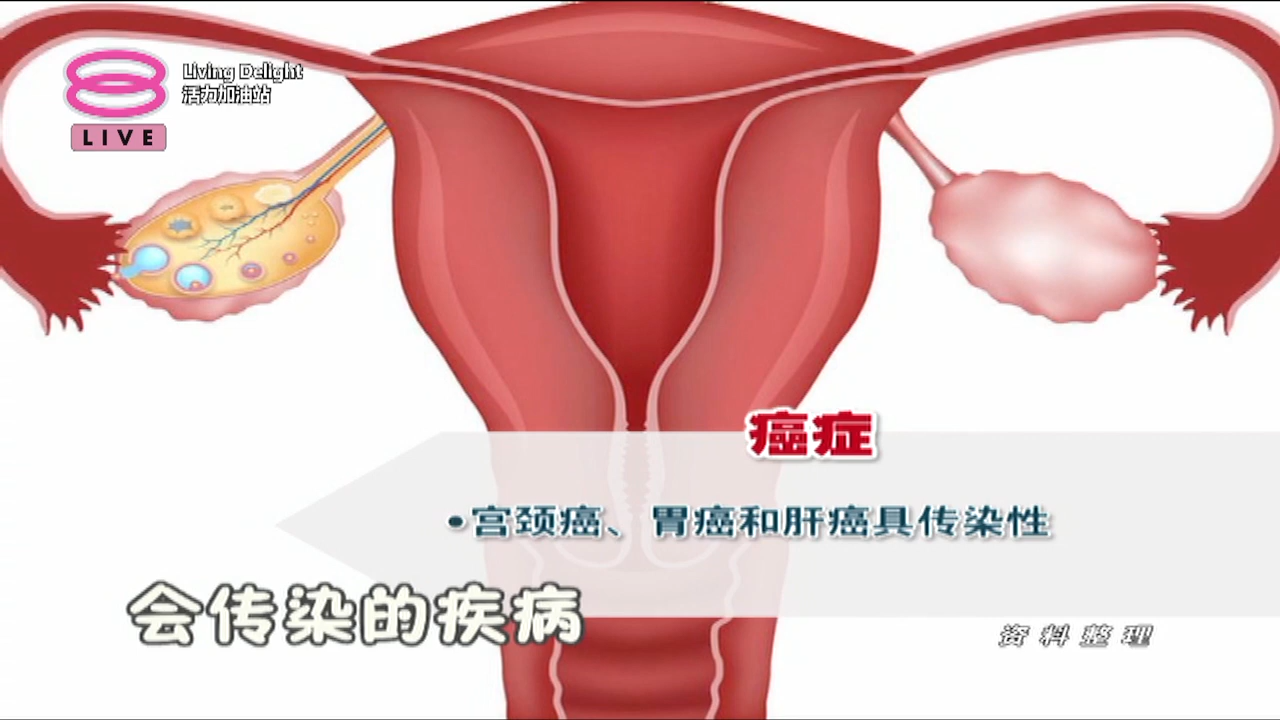 Living Delight
活力加油站
LIVE
癌症
•宫颈癌、胃癌和肝癌具传染性
会传染的疾病
资料整理